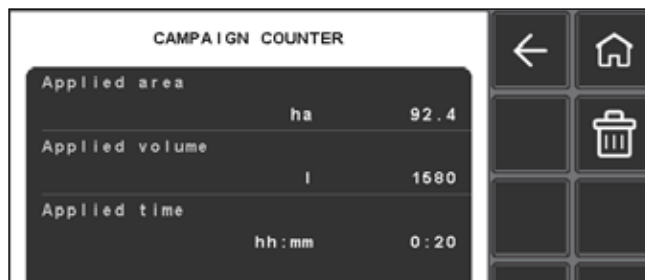 CAMPAIGN COUNTER
Applied area
ha 92.4
Applied volume
l 1580
Applied time
hh:mm 0:20